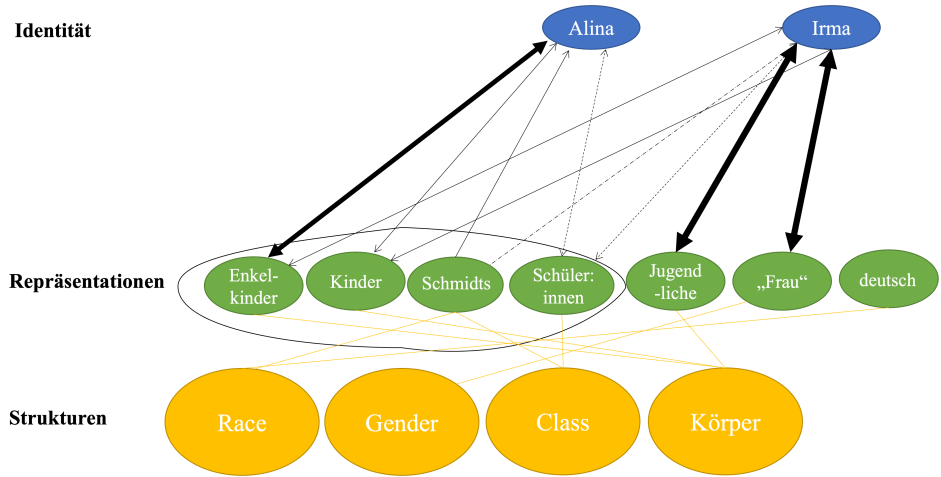 Identität
Alina
Irma
Repräsentationen
Enkel-
kinder
Kinder
Schmidts
Schüler:
innen
Jugend
-liche
„Frau“
deutsch
Strukturen
Race
Gender
Class
Körper